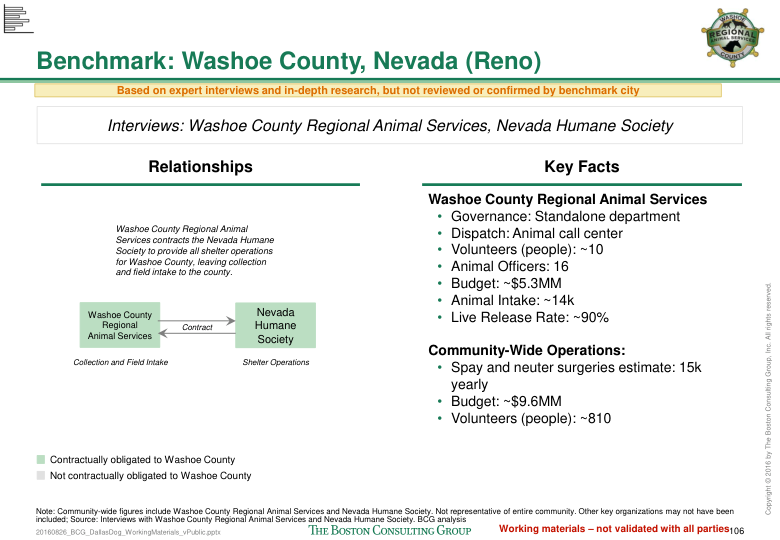 WASHOE
REGIONAL
ANIMAL SERVICES
COUNTY
Benchmark: Washoe County, Nevada (Reno)
Based on expert interviews and in-depth research, but not reviewed or confirmed by benchmark city
Interviews: Washoe County Regional Animal Services, Nevada Humane Society
Relationships
Washoe County Regional Animal
Services contracts the Nevada Humane
Society to provide all shelter operations
for Washoe County, leaving collection
and field intake to the county.
Washoe County
Regional
Animal Services
Contract
Nevada
Humane
Society
Collection and Field Intake
Shelter Operations
Contractually obligated to Washoe County
Not contractually obligated to Washoe County
Key Facts
Washoe County Regional Animal Services
• Governance: Standalone department
• Dispatch: Animal call center
• Volunteers (people): ~10
• Animal Officers: 16
• Budget: ~$5.3MM
• Animal Intake: ~14k
• Live Release Rate: ~90%
Community-Wide Operations:
• Spay and neuter surgeries estimate: 15k
yearly
• Budget: ~$9.6MM
• Volunteers (people): ~810
Note: Community-wide figures include Washoe County Regional Animal Services and Nevada Humane Society. Not representative of entire community. Other key organizations may not have been
included; Source: Interviews with Washoe County Regional Animal Services and Nevada Humane Society. BCG analysis
20160826_BCG_DallasDog_WorkingMaterials_vPublic.pptx
THE BOSTON CONSULTING GROUP
Working materials – not validated with all parties
106
Copyright © 2016 by The Boston Consulting Group, Inc. All rights reserved.